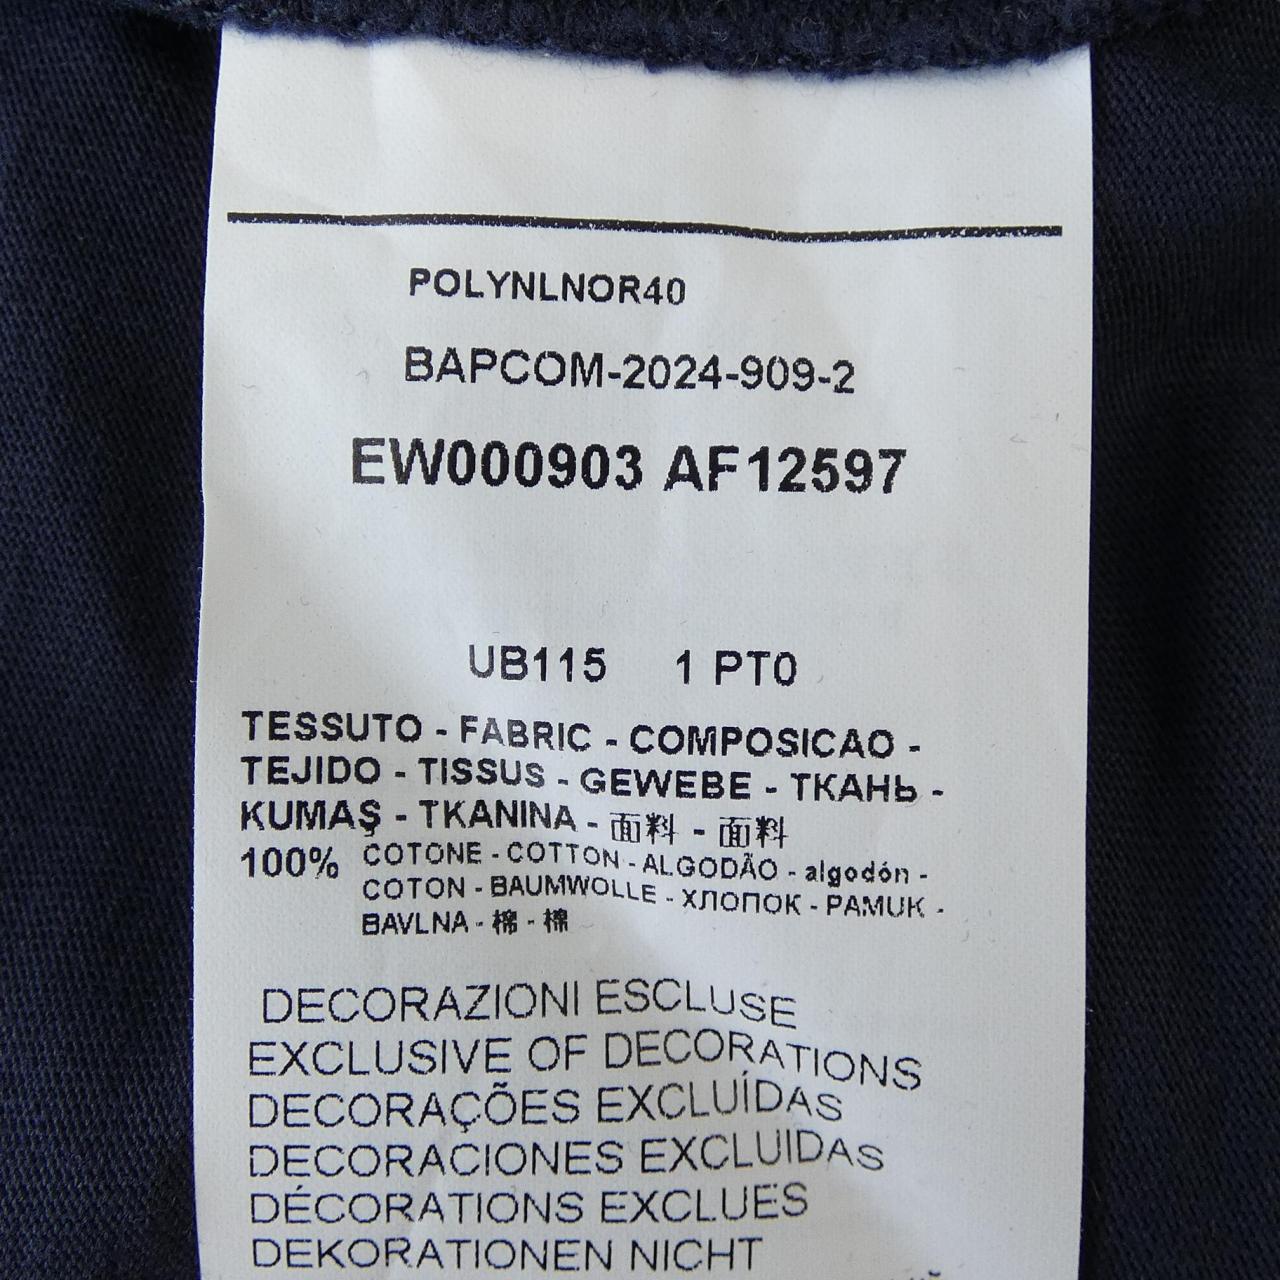 POLYNLNOR40
BAPCOM-2024-909-2
EW000903 AF12597
UB115 1 PT0
TESSUTO - FABRIC - COMPOSICAO -
TEJIDO - TISSUS - GEWEBE - ТКАНЬ -
KUMAŞ - TKANINA - 面料 - 面料
100% COTONE - COTTON - ALGODÃO - algodón -
COTON - BAUMWOLLE - ХЛОПОК - PAMUK -
BAVLNA - 棉 - 棉
DECORAZIONI ESCLUSE
EXCLUSIVE OF DECORATIONS
DECORAÇÕES EXCLUÍDAS
DECORACIONES EXCLUIDAS
DÉCORATIONS EXCLUES
DEKORATIONEN NICHT